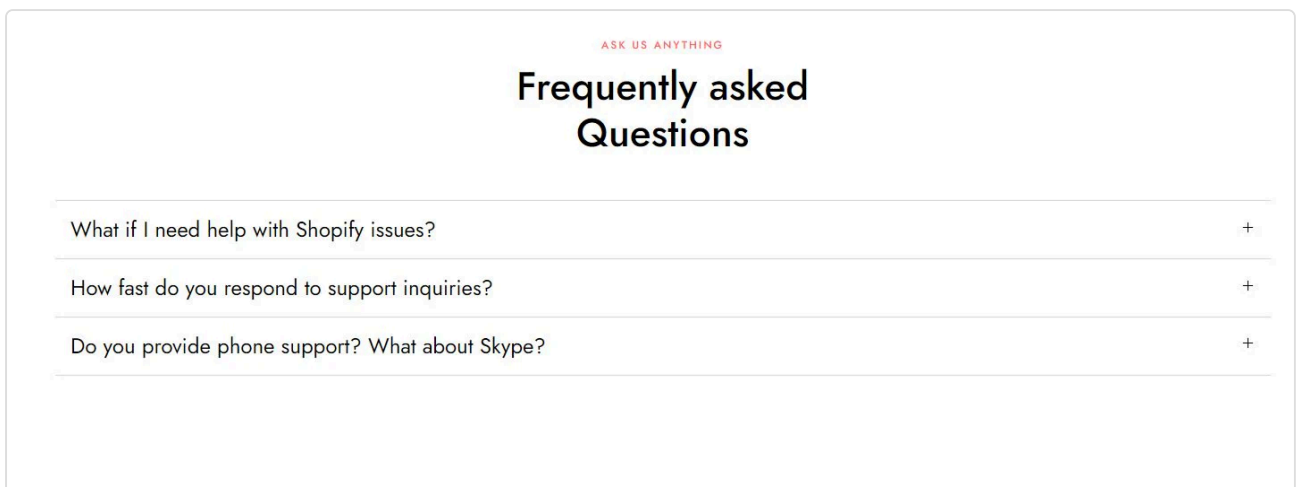 ASK US ANYTHING
Frequently asked
Questions
What if I need help with Shopify issues? +
How fast do you respond to support inquiries? +
Do you provide phone support? What about Skype? +